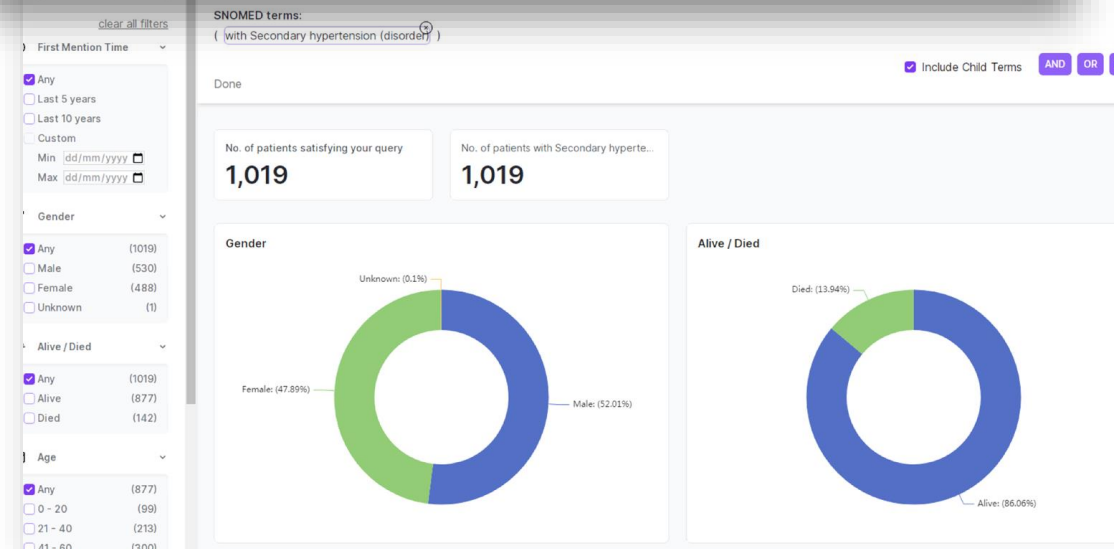 clear all filters
First Mention Time
Any
Last 5 years
Last 10 years
Custom
Min dd/mm/yyyy
Max dd/mm/yyyy
Gender
Any (1019)
Male (530)
Female (488)
Unknown (1)
Alive / Died
Any (1019)
Alive (877)
Died (142)
Age
Any (877)
0 - 20 (99)
21 - 40 (213)
41 - 60 (300)
SNOMED terms:
( with Secondary hypertension (disorder) )
Include Child Terms AND OR
Done
No. of patients satisfying your query
1,019
No. of patients with Secondary hyperte...
1,019
Gender
Unknown: (0.1%)
Female: (47.89%)
Male: (52.01%)
Alive / Died
Died: (13.94%)
Alive: (86.06%)